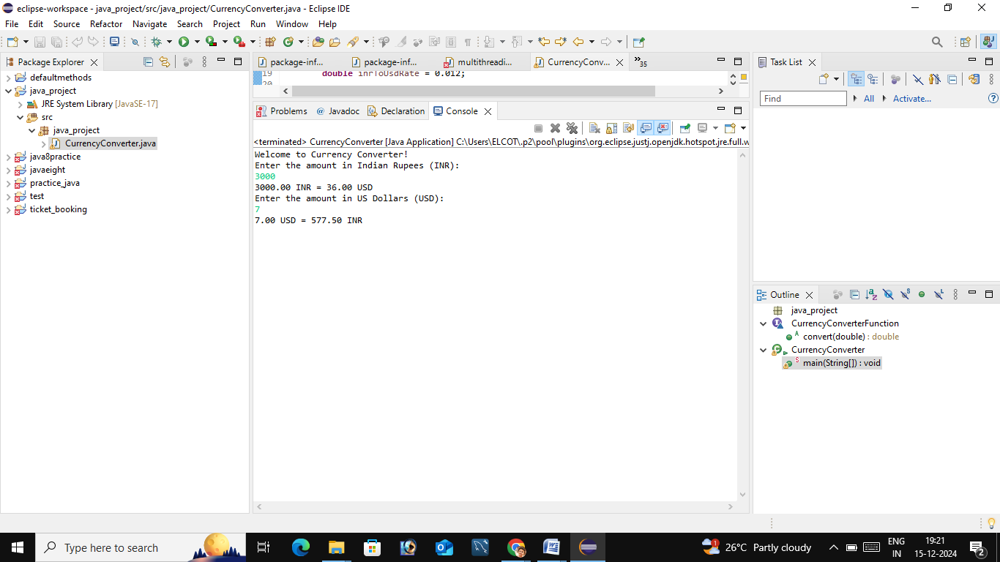 eclipse-workspace - java_project/src/java_project/CurrencyConverter.java - Eclipse IDE
File Edit Source Refactor Navigate Search Project Run Window Help
Package Explorer
defaultmethods
java_project
JRE System Library [JavaSE-17]
src
java_project
CurrencyConverter.java
java8practice
javaeight
practice_java
test
ticket_booking
package-inf...
package-inf...
multithreadi...
CurrencyConv...
»35
19 double inrToUsdRate = 0.012;
20
Problems @ Javadoc Declaration Console
<terminated> CurrencyConverter [Java Application] C:\Users\ELCOT\.p2\pool\plugins\org.eclipse.justj.openjdk.hotspot.jre.full.w
Welcome to Currency Converter!
Enter the amount in Indian Rupees (INR):
3000
3000.00 INR = 36.00 USD
Enter the amount in US Dollars (USD):
7
7.00 USD = 577.50 INR
Task List
Find All Activate...
Outline
java_project
CurrencyConverterFunction
convert(double) : double
CurrencyConverter
main(String[]) : void
Type here to search
26°C Partly cloudy
ENG
IN
19:21
15-12-2024
2